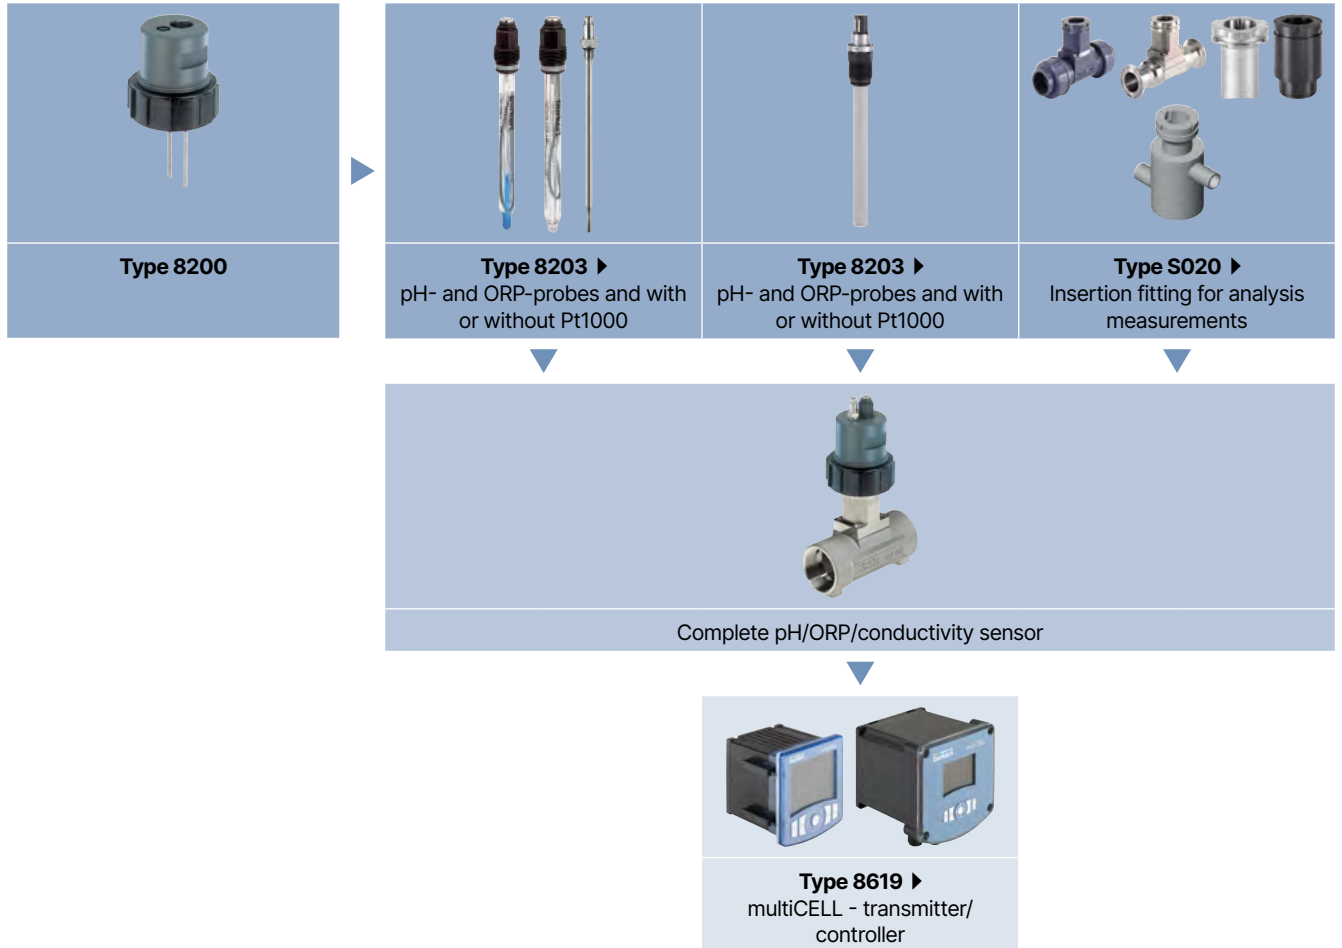 Type 8200
Type 8203 ▶
pH- and ORP-probes and with
or without Pt1000
Type 8203 ▶
pH- and ORP-probes and with
or without Pt1000
Type S020 ▶
Insertion fitting for analysis
measurements
Complete pH/ORP/conductivity sensor
Type 8619 ▶
multiCELL - transmitter/
controller